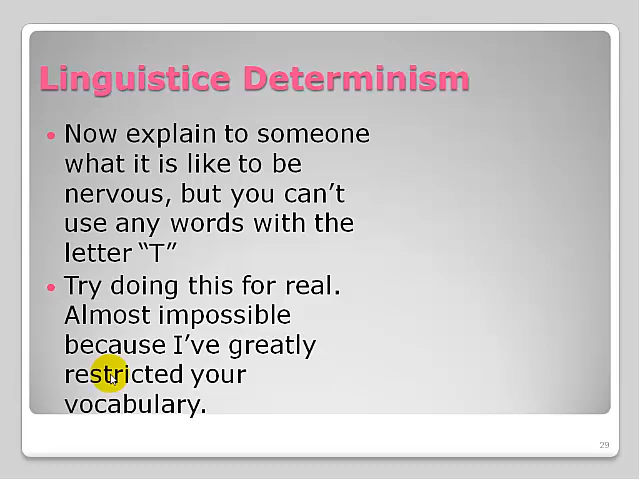 Linguistice Determinism
• Now explain to someone
what it is like to be
nervous, but you can’t
use any words with the
letter “T”
• Try doing this for real.
Almost impossible
because I’ve greatly
restricted your
vocabulary.
29